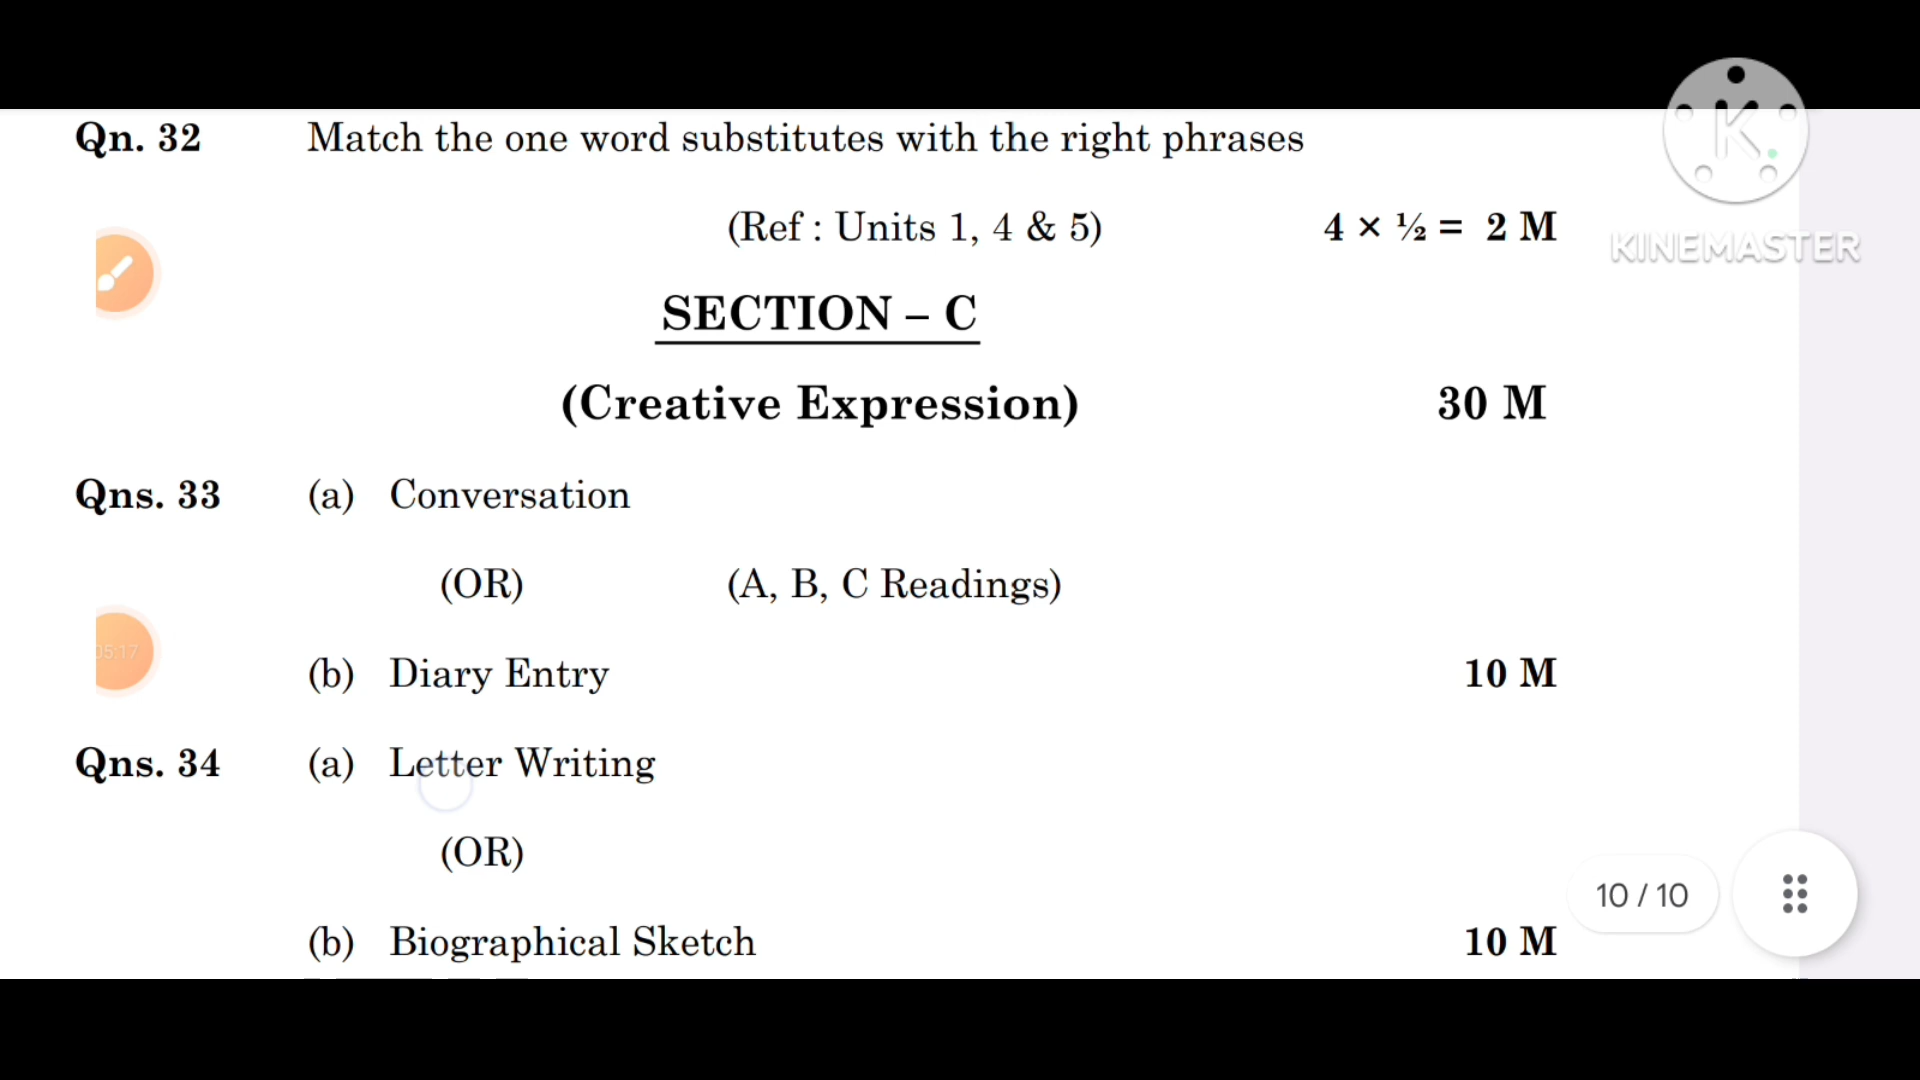 Qn. 32 Match the one word substitutes with the right phrases
(Ref : Units 1, 4 & 5) 4 × ½ = 2 M
KINEMASTER
SECTION – C
(Creative Expression) 30 M
Qns. 33 (a) Conversation
(OR) (A, B, C Readings)
05:17
(b) Diary Entry 10 M
Qns. 34 (a) Letter Writing
(OR)
10 / 10
(b) Biographical Sketch 10 M